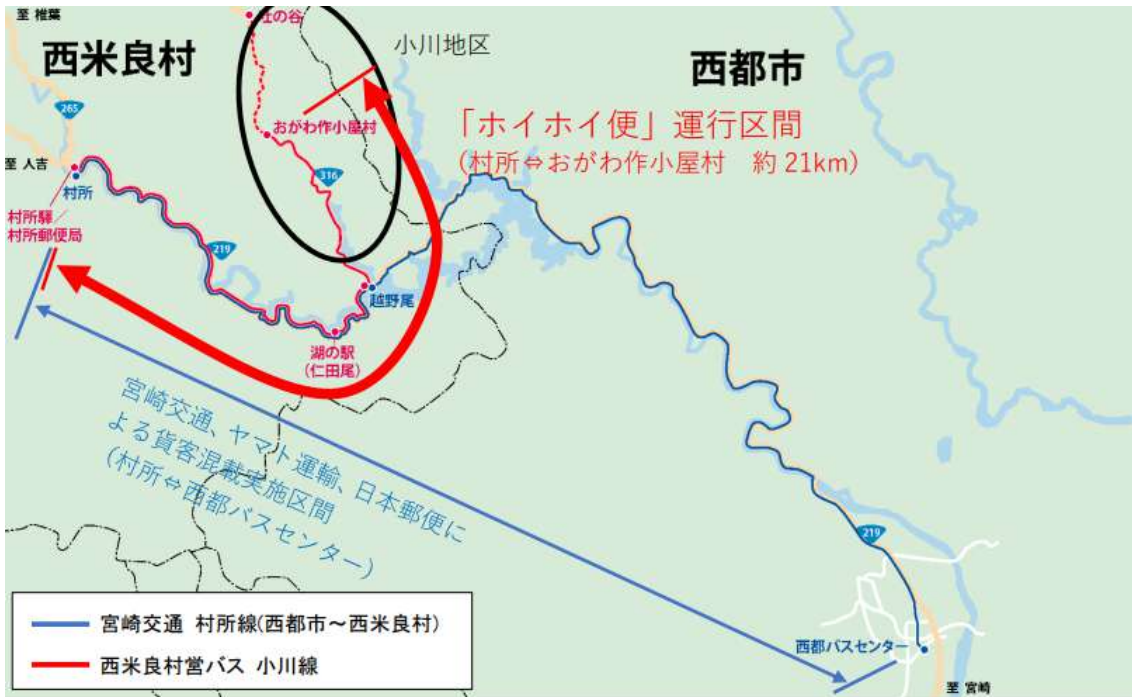 至 椎葉
西米良村
杜の谷
小川地区
西都市
265
おがわ作小屋村
「ホイホイ便」運行区間
(村所⇔おがわ作小屋村 約21km)
至 人吉
村所
316
村所驛/
村所郵便局
219
越野尾
湖の駅
(仁田尾)
宮崎交通、ヤマト運輸、日本郵便に
よる貨客混載実施区間
(村所⇔西都バスセンター)
219
宮崎交通 村所線(西都市~西米良村)
西米良村営バス 小川線
西都バスセンター
至 宮崎